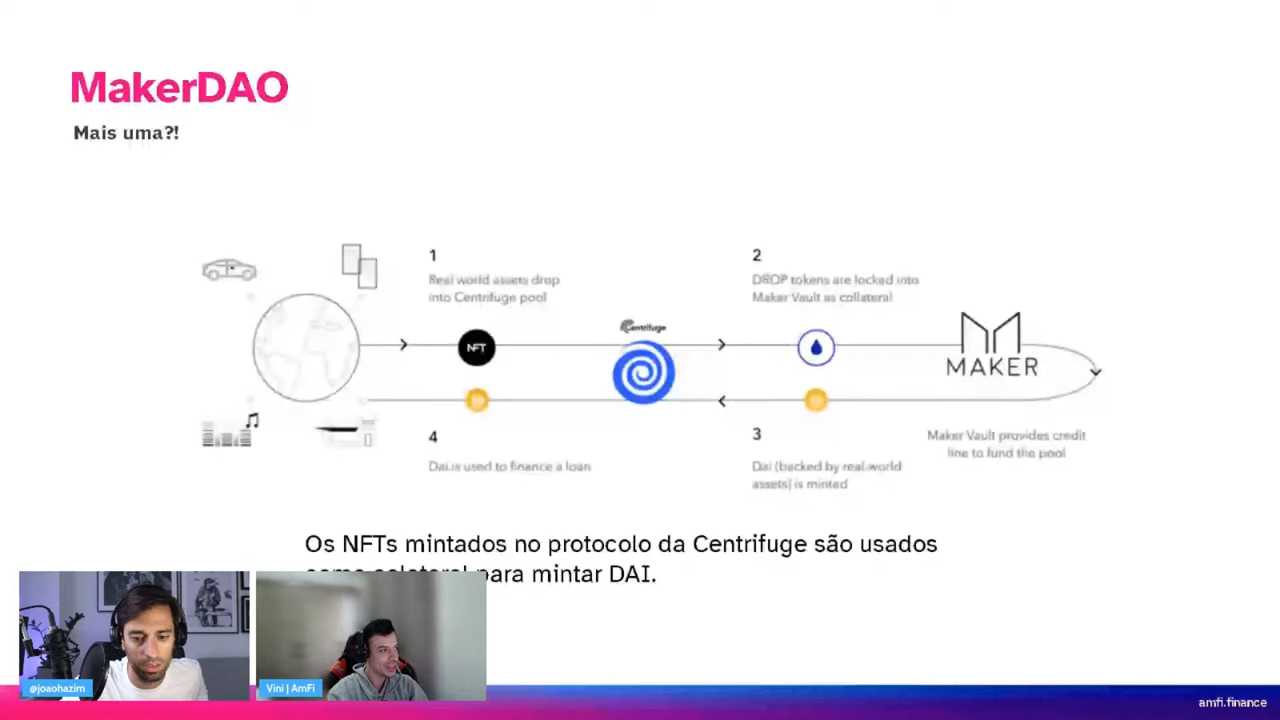 MakerDAO
Mais uma?!
1
Real world assets drop
into Centrifuge pool
2
DROP tokens are locked into
Maker Vault as collateral
Centrifuge
NFT
MAKER
4
Dai is used to finance a loan
3
Dai (backed by real-world
assets) is minted
Maker Vault provides credit
line to fund the pool
Os NFTs mintados no protocolo da Centrifuge são usados
como colateral para mintar DAI.
@joaohazim
Vini | AmFi
amfi.finance